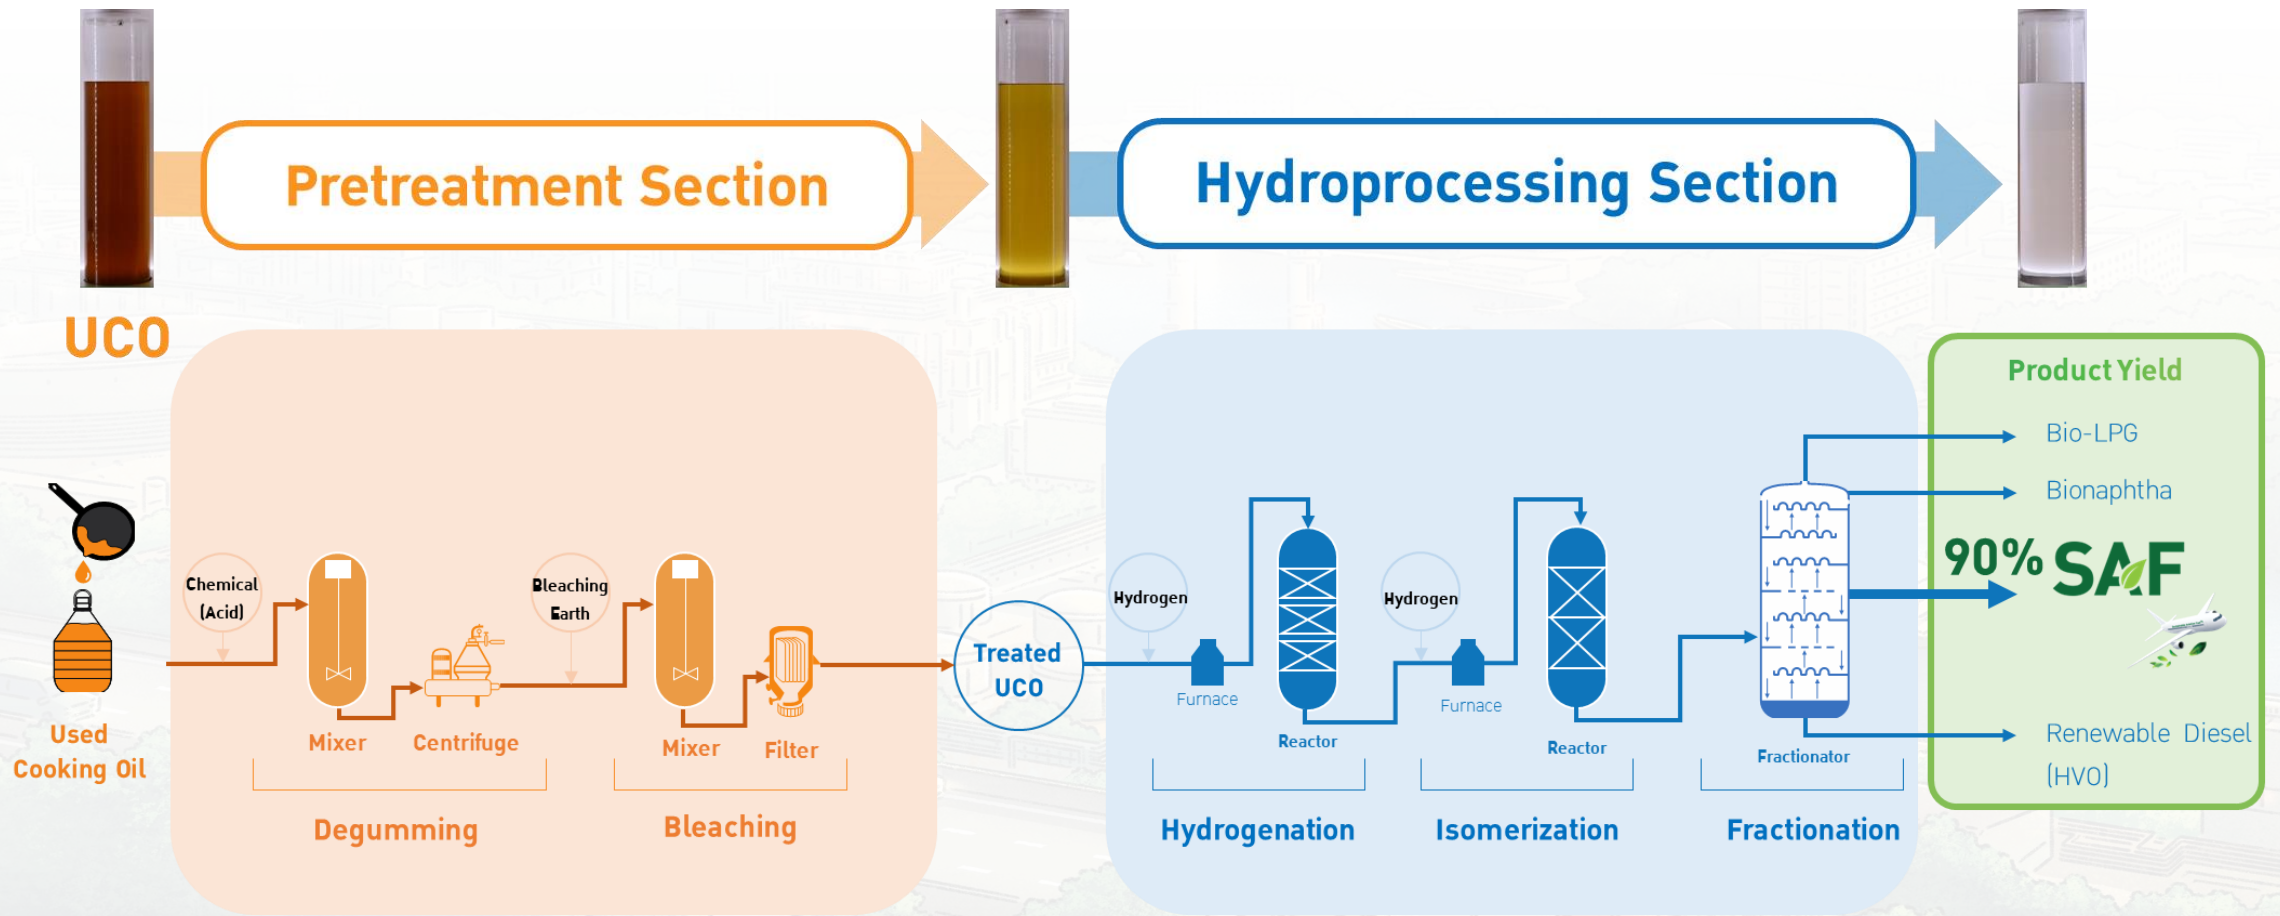 Pretreatment Section
Hydroprocessing Section
UCO
Used
Cooking Oil
Chemical
(Acid)
Mixer
Centrifuge
Degumming
Bleaching
Earth
Mixer
Filter
Bleaching
Treated
UCO
Hydrogen
Furnace
Reactor
Hydrogenation
Hydrogen
Furnace
Reactor
Isomerization
Fractionator
Fractionation
Product Yield
Bio-LPG
Bionaphtha
90% SAF
Renewable Diesel
(HVO)